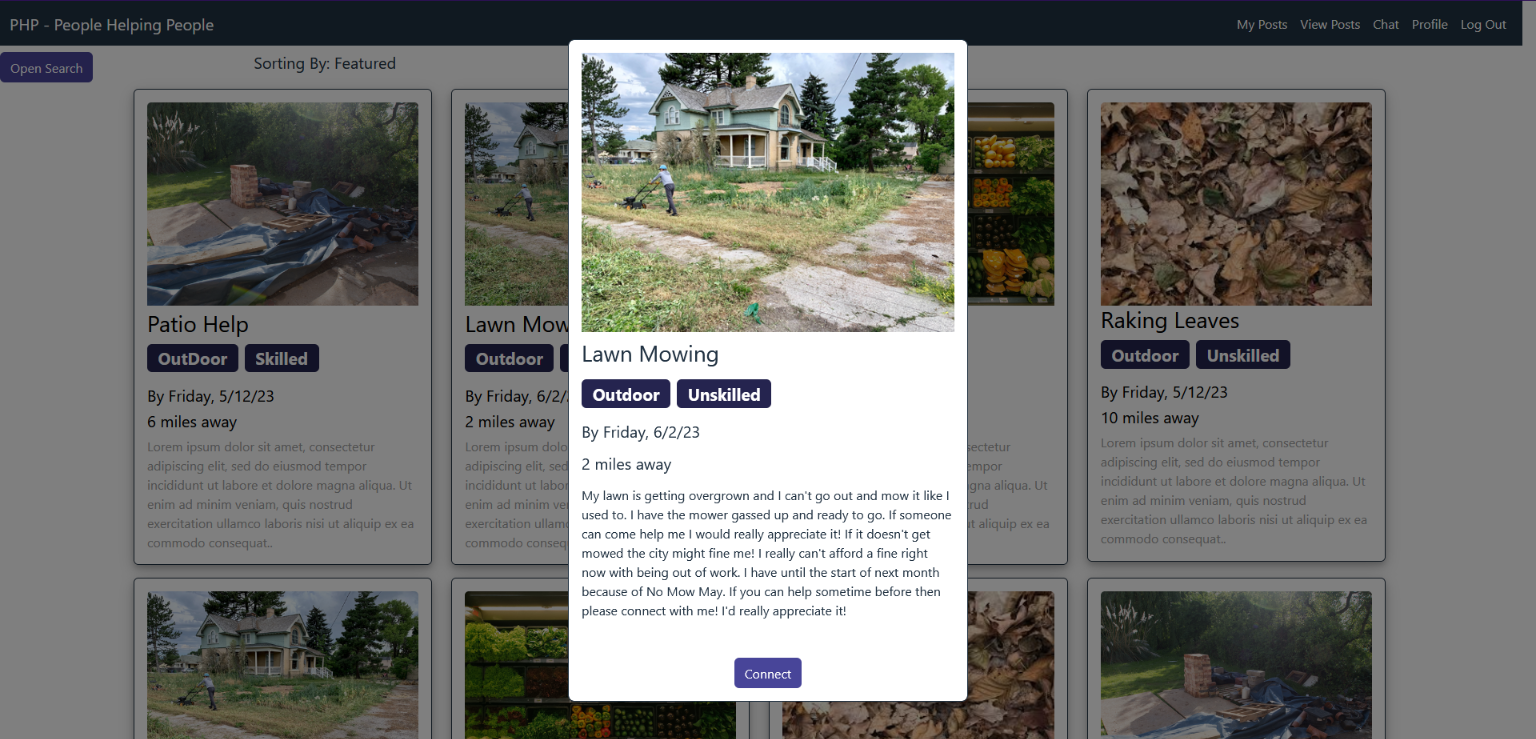 PHP - People Helping People
My Posts View Posts Chat Profile Log Out
Open Search
Sorting By: Featured
Patio Help
OutDoor Skilled
By Friday, 5/12/23
6 miles away
Lorem ipsum dolor sit amet, consectetur
adipiscing elit, sed do eiusmod tempor
incididunt ut labore et dolore magna aliqua. Ut
enim ad minim veniam, quis nostrud
exercitation ullamco laboris nisi ut aliquip ex ea
commodo consequat..
Lawn Mow
Outdoor
By Friday, 6/2/
2 miles away
Lorem ipsum dolo
adipiscing elit, sed
incididunt ut labo
enim ad minim ve
exercitation ullam
commodo conseq
Lawn Mowing
Outdoor Unskilled
By Friday, 6/2/23
2 miles away
My lawn is getting overgrown and I can't go out and mow it like I
used to. I have the mower gassed up and ready to go. If someone
can come help me I would really appreciate it! If it doesn't get
mowed the city might fine me! I really can't afford a fine right
now with being out of work. I have until the start of next month
because of No Mow May. If you can help sometime before then
please connect with me! I'd really appreciate it!
Connect
sectetur
empor
gna aliqua. Ut
ut aliquip ex ea
Raking Leaves
Outdoor Unskilled
By Friday, 5/12/23
10 miles away
Lorem ipsum dolor sit amet, consectetur
adipiscing elit, sed do eiusmod tempor
incididunt ut labore et dolore magna aliqua. Ut
enim ad minim veniam, quis nostrud
exercitation ullamco laboris nisi ut aliquip ex ea
commodo consequat..